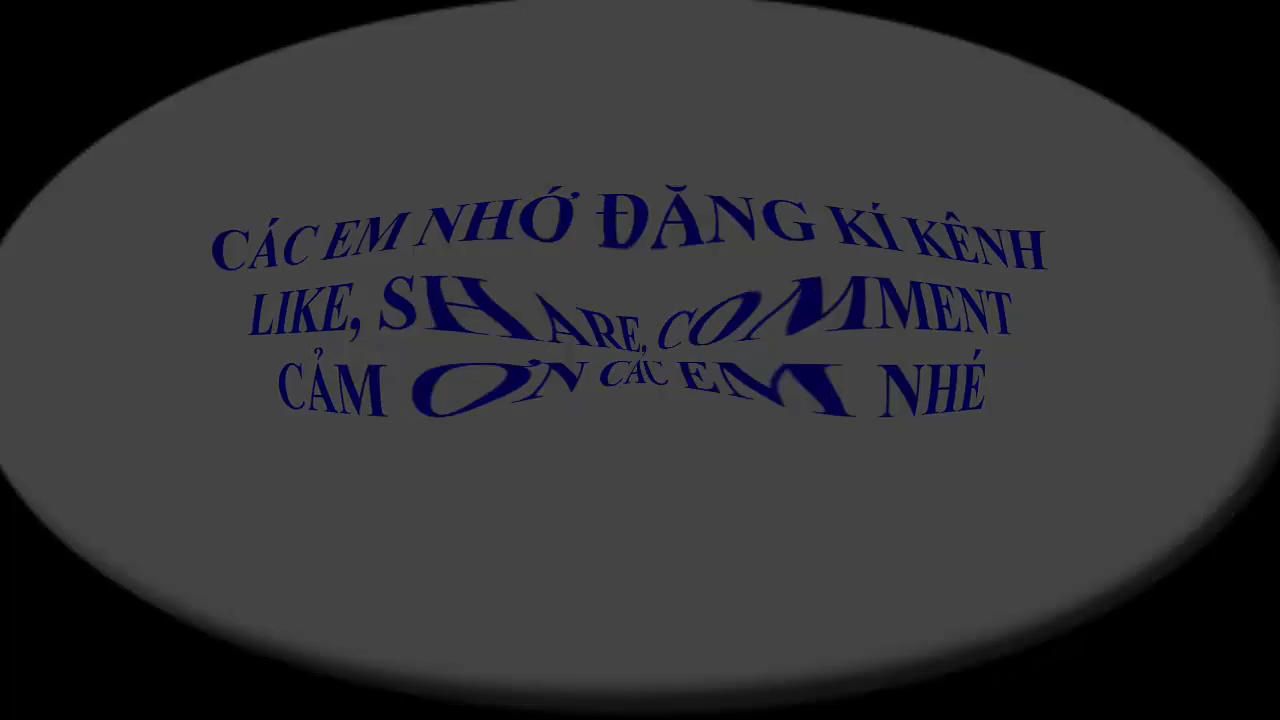 CÁC EM NHỚ ĐĂNG KÍ KÊNH
LIKE, SHARE, COMMENT
CẢM ƠN CÁC EM NHÉ